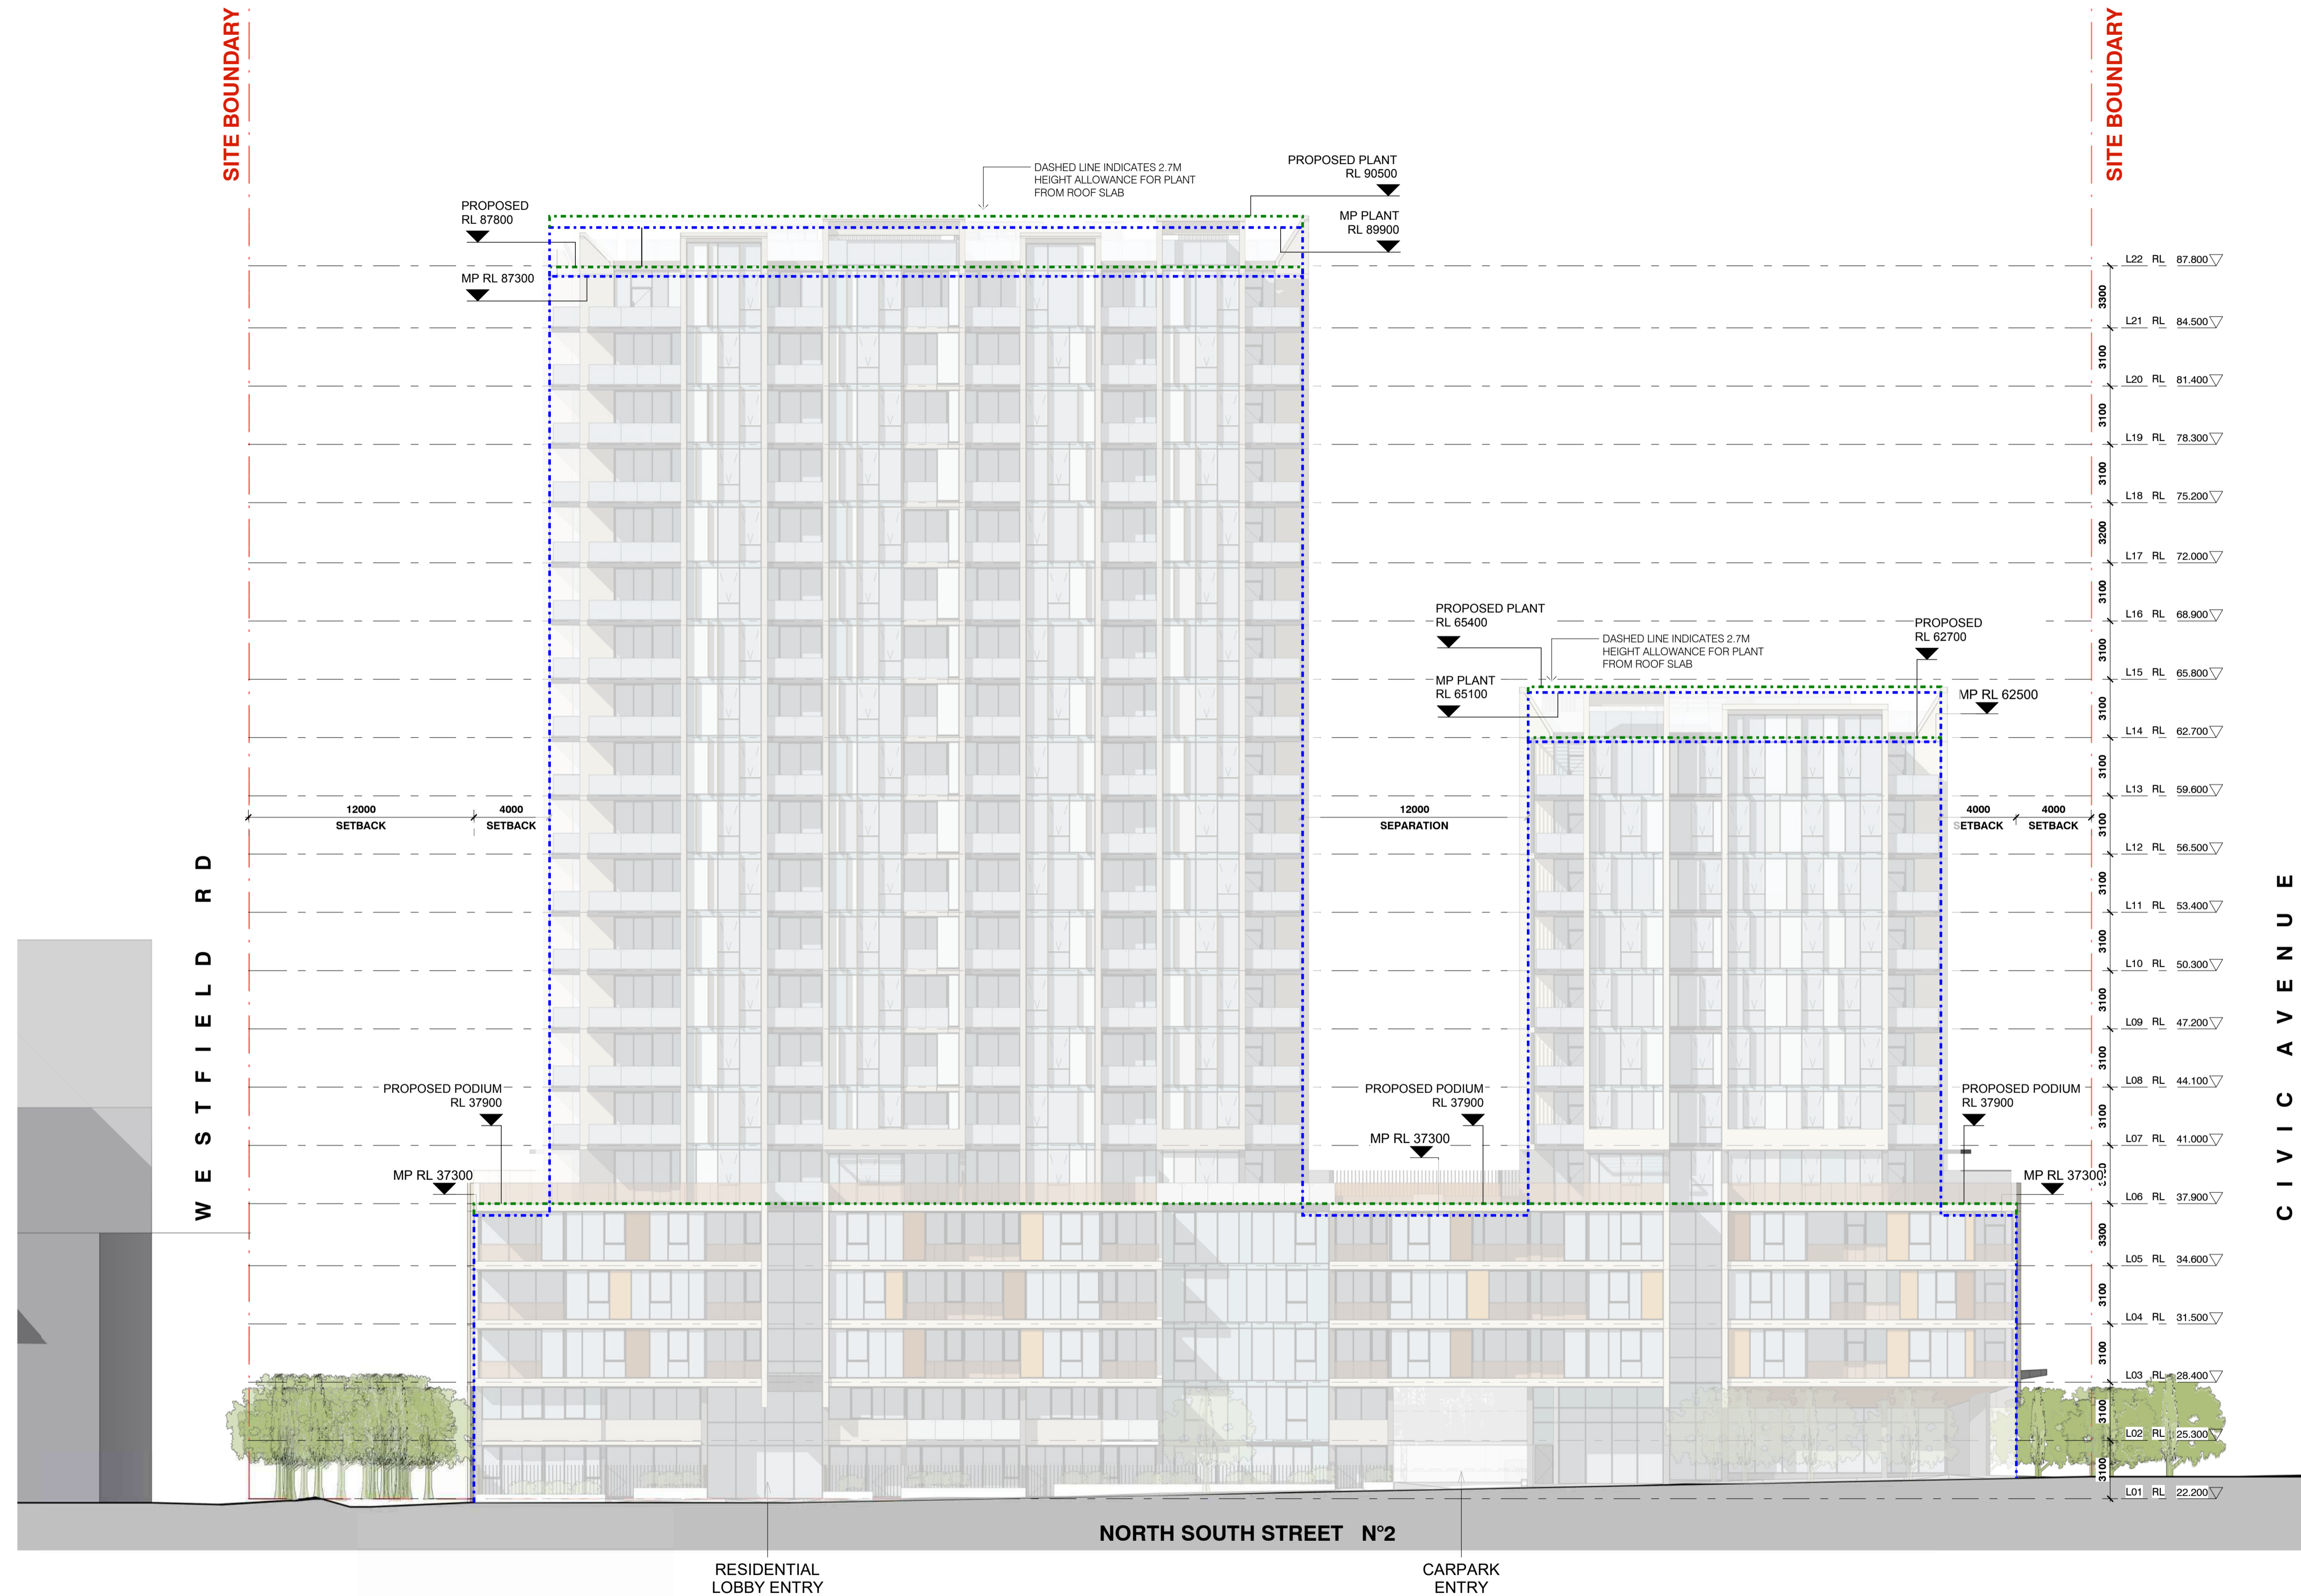 SITE BOUNDARY
SITE BOUNDARY
DASHED LINE INDICATES 2.7M
HEIGHT ALLOWANCE FOR PLANT
FROM ROOF SLAB
PROPOSED PLANT
RL 90500
MP PLANT
RL 89900
PROPOSED
RL 87800
MP RL 87300
L22 RL 87.800
3300
L21 RL 84.500
3100
L20 RL 81.400
3100
L19 RL 78.300
3100
L18 RL 75.200
3200
L17 RL 72.000
3100
L16 RL 68.900
3100
L15 RL 65.800
3100
L14 RL 62.700
3100
L13 RL 59.600
3100
L12 RL 56.500
3100
L11 RL 53.400
3100
L10 RL 50.300
3100
L09 RL 47.200
3100
L08 RL 44.100
3100
L07 RL 41.000
L06 RL 37.900
3300
L05 RL 34.600
3100
L04 RL 31.500
3100
L03 RL 28.400
3100
L02 RL 25.300
3100
L01 RL 22.200
PROPOSED PLANT
RL 65400
DASHED LINE INDICATES 2.7M
HEIGHT ALLOWANCE FOR PLANT
FROM ROOF SLAB
PROPOSED
RL 62700
MP PLANT
RL 65100
MP RL 62500
12000
SETBACK
4000
SETBACK
12000
SEPARATION
4000
SETBACK
4000
SETBACK
WESTFIELD RD
CIVIC AVENUE
PROPOSED PODIUM
RL 37900
MP RL 37300
PROPOSED PODIUM
RL 37900
MP RL 37300
PROPOSED PODIUM
RL 37900
MP RL 37300
NORTH SOUTH STREET N°2
RESIDENTIAL
LOBBY ENTRY
CARPARK
ENTRY